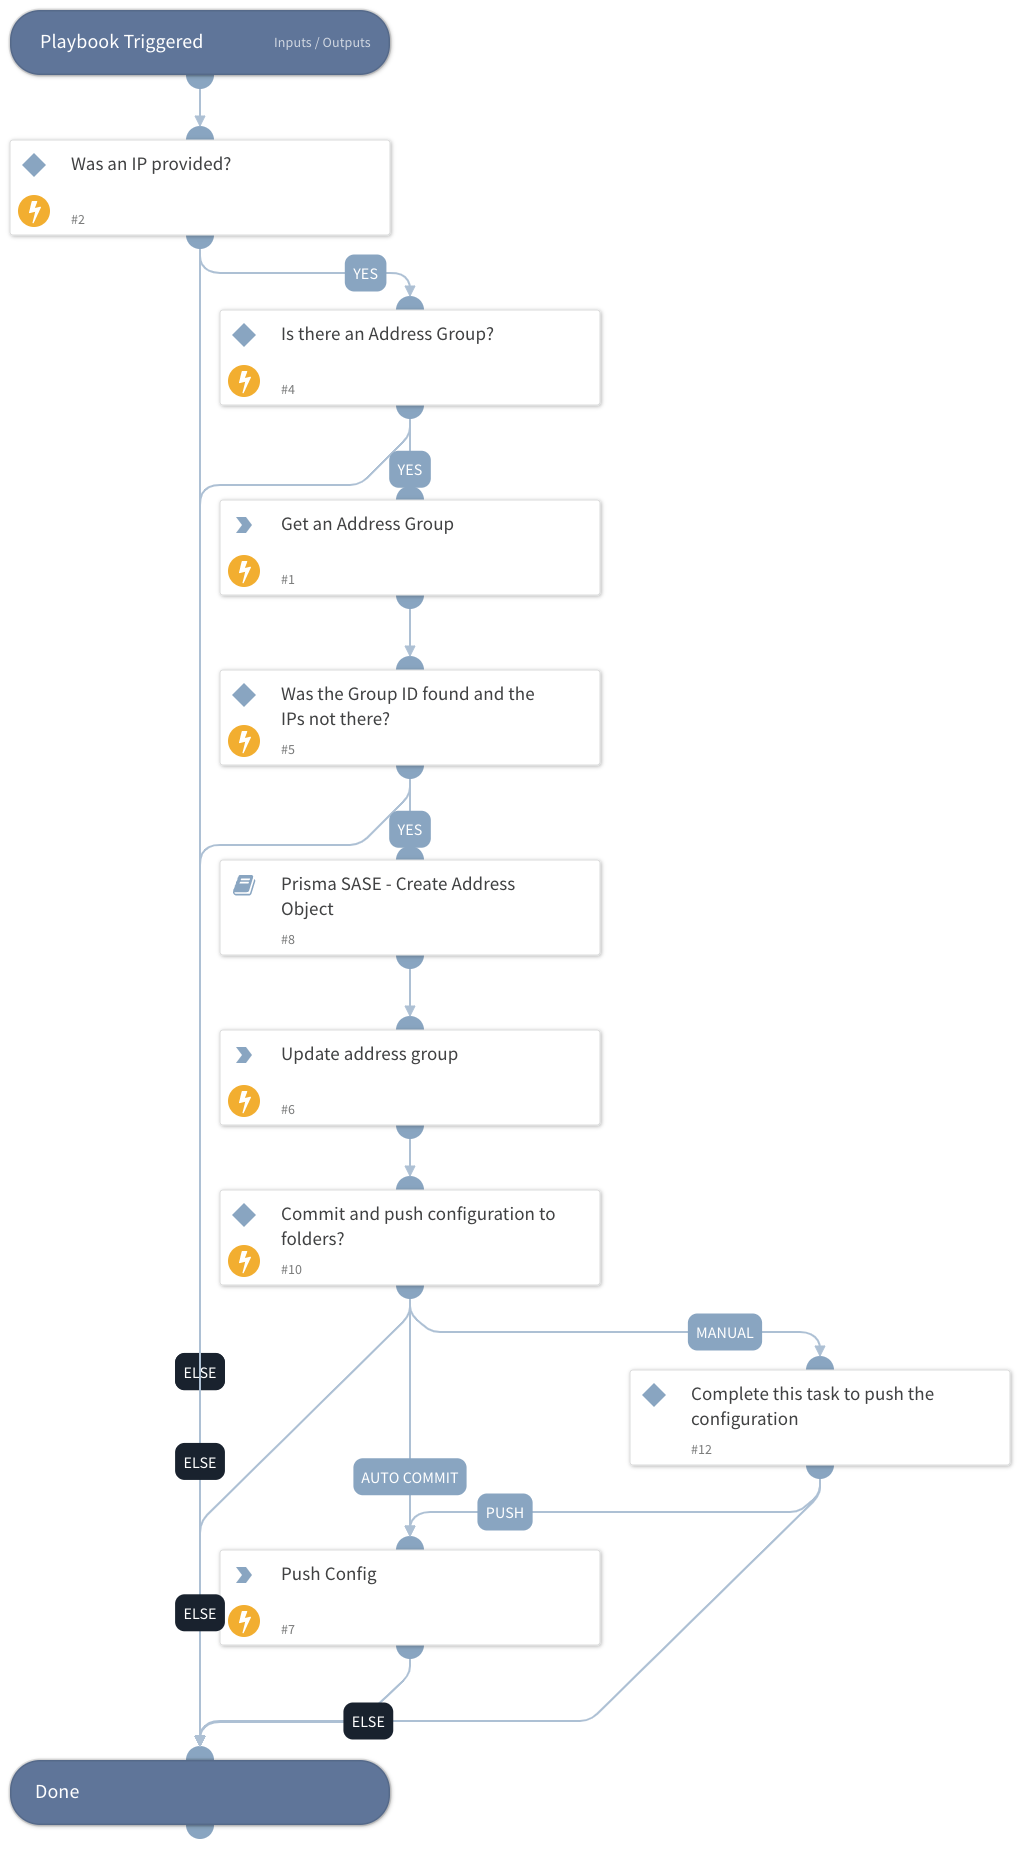 Playbook Triggered
Inputs / Outputs
Was an IP provided?
#2
YES
Is there an Address Group?
#4
YES
Get an Address Group
#1
Was the Group ID found and the
IPs not there?
#5
YES
Prisma SASE - Create Address
Object
#8
Update address group
#6
Commit and push configuration to
folders?
#10
MANUAL
ELSE
Complete this task to push the
configuration
#12
ELSE
AUTO COMMIT
PUSH
Push Config
#7
ELSE
ELSE
Done